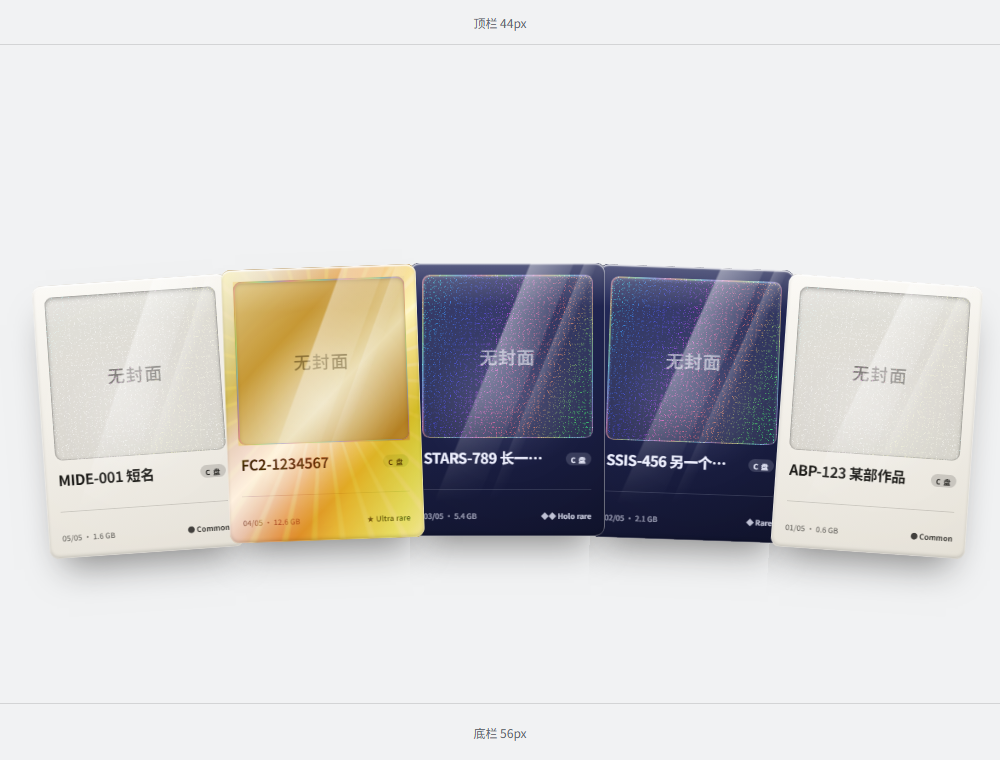 顶栏 44px
无封面
MIDE-001 短名
C 盘
05/05 · 1.6 GB
● Common
无封面
FC2-1234567
C 盘
04/05 · 12.6 GB
★ Ultra rare
无封面
STARS-789 长一…
C 盘
03/05 · 5.4 GB
◆◆ Holo rare
无封面
SSIS-456 另一个…
C 盘
02/05 · 2.1 GB
◆ Rare
无封面
ABP-123 某部作品
C 盘
01/05 · 0.6 GB
● Common
底栏 56px